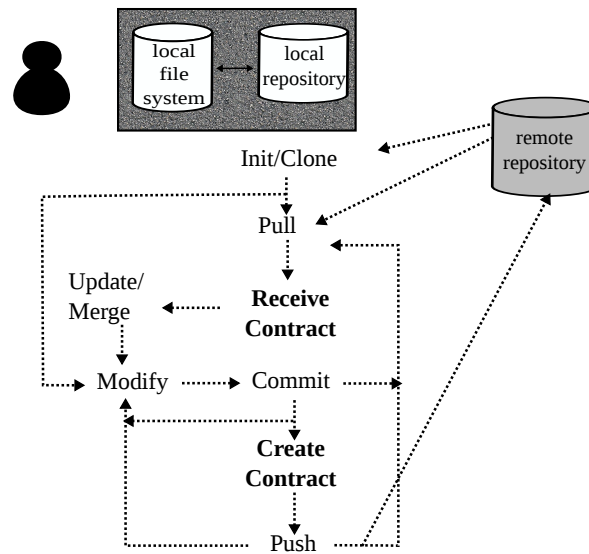 local
file
system
local
repository
remote
repository
Init/Clone
Pull
Update/
Merge
Receive
Contract
Modify
Commit
Create
Contract
Push